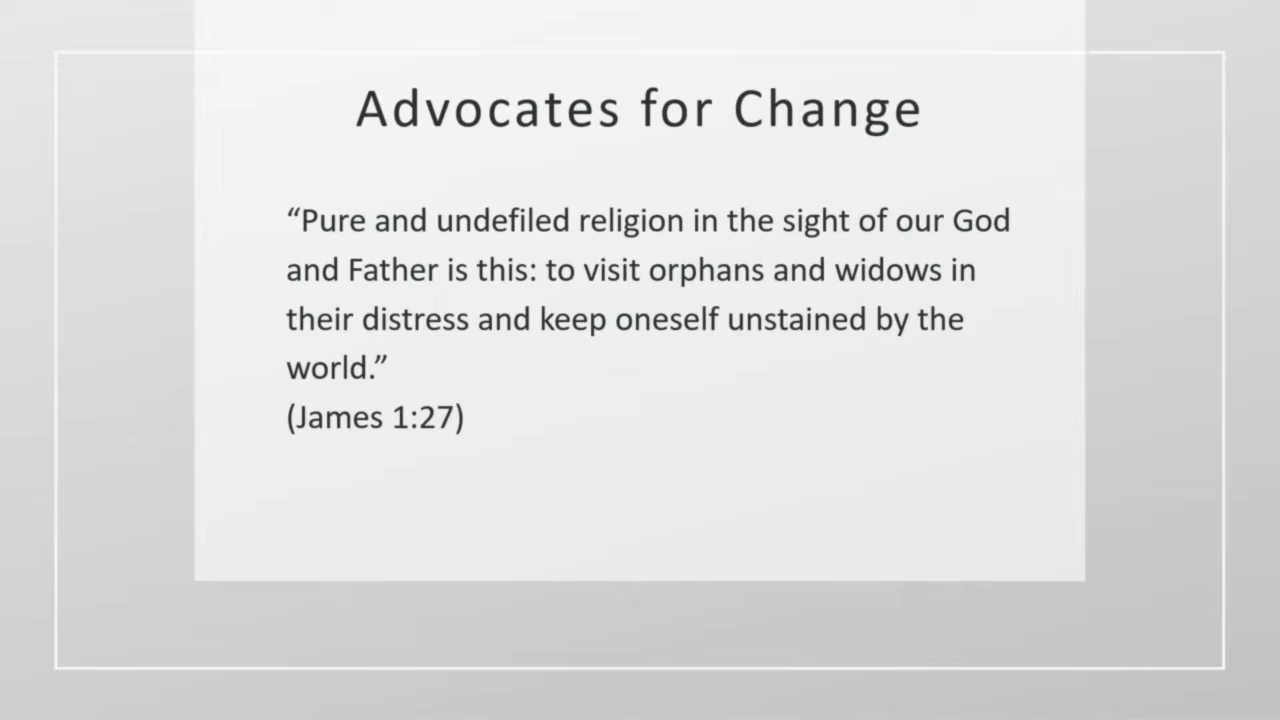 Advocates for Change
“Pure and undefiled religion in the sight of our God
and Father is this: to visit orphans and widows in
their distress and keep oneself unstained by the
world.”
(James 1:27)